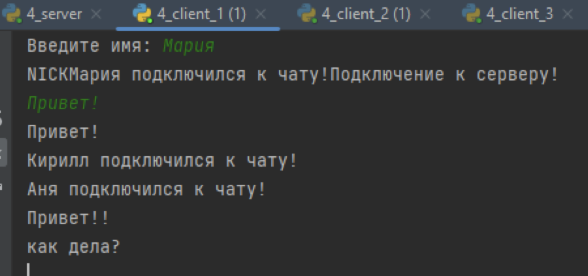 4_server × 4_client_1 (1) × 4_client_2 (1) × 4_client_3 ×
Введите имя: Мария
NICKМария подключился к чату!Подключение к серверу!
Привет!
Привет!
Кирилл подключился к чату!
Аня подключился к чату!
Привет!!
как дела?